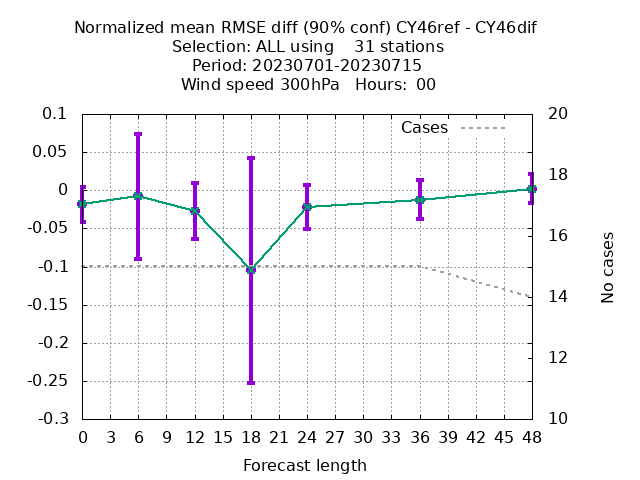 Normalized mean RMSE diff (90% conf) CY46ref - CY46dif
Selection: ALL using    31 stations
Period: 20230701-20230715
Wind speed 300hPa   Hours:  00
Cases
0.1
0.05
0
-0.05
-0.1
-0.15
-0.2
-0.25
-0.3
20
18
16
14
12
10
No cases
0 3 6 9 12 15 18 21 24 27 30 33 36 39 42 45 48
Forecast length